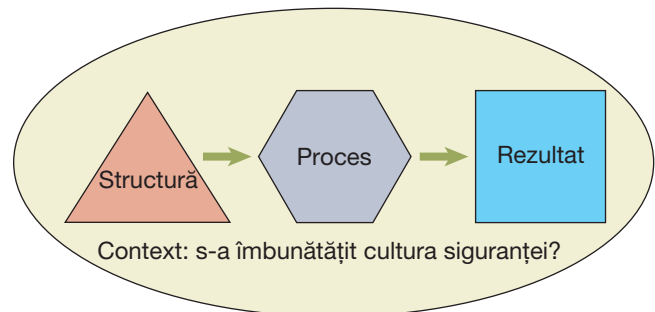 Structură
Proces
Rezultat
Context: s-a îmbunătățit cultura siguranței?